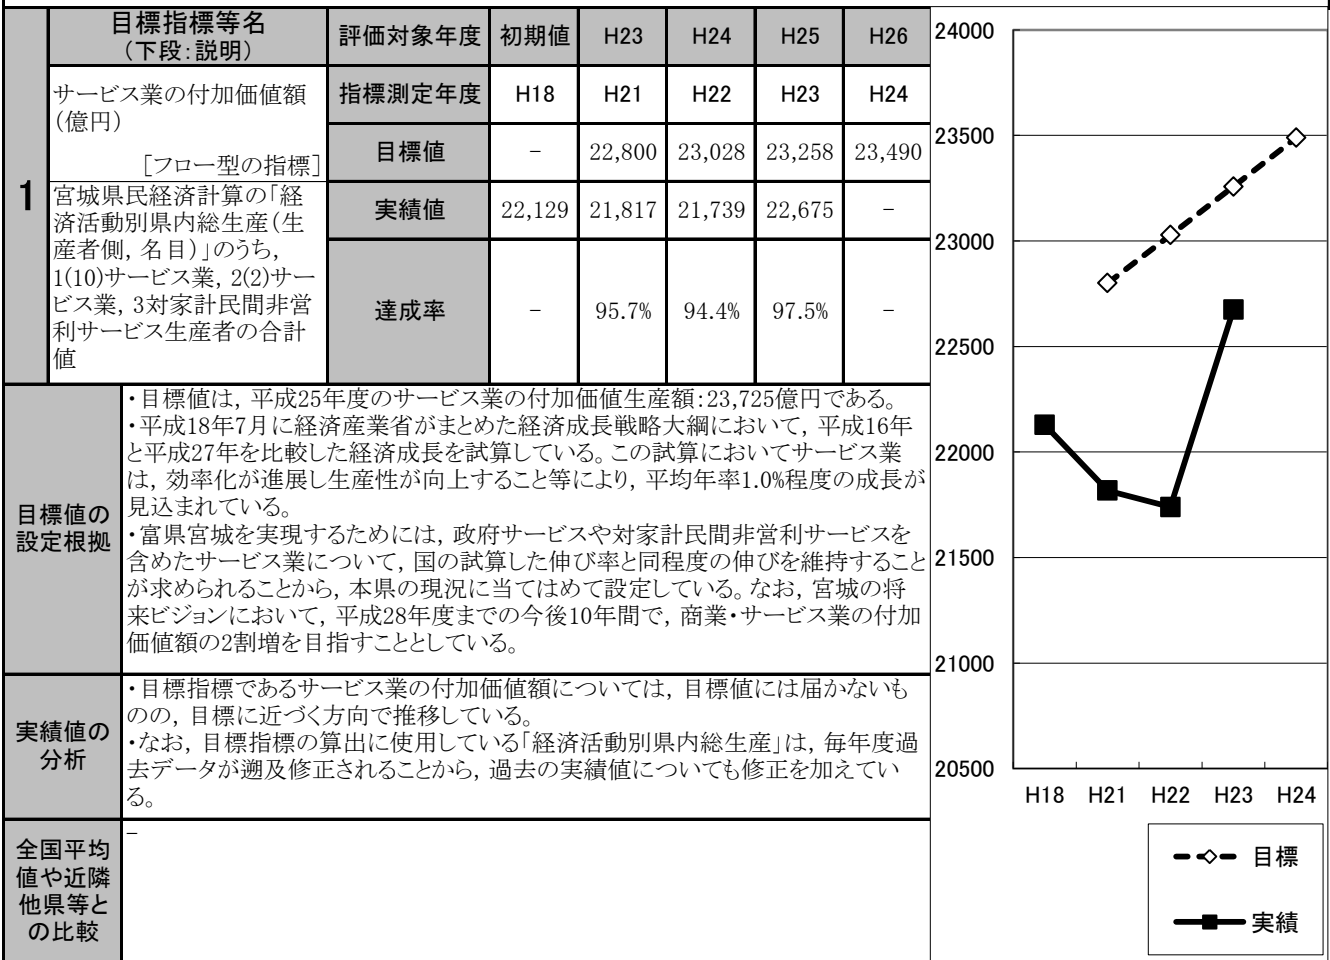 1
目標指標等名
(下段:説明)
評価対象年度 初期値 H23 H24 H25 H26
サービス業の付加価値額
(億円)
[フロー型の指標]
指標測定年度 H18 H21 H22 H23 H24
目標値 - 22,800 23,028 23,258 23,490
実績値 22,129 21,817 21,739 22,675 -
達成率 - 95.7% 94.4% 97.5% -
宮城県民経済計算の「経
済活動別県内総生産(生
産者側, 名目)」のうち,
1(10)サービス業, 2(2)サー
ビス業, 3対家計民間非営
利サービス生産者の合計
値
目標値の
設定根拠
・目標値は, 平成25年度のサービス業の付加価値生産額:23,725億円である。
・平成18年7月に経済産業省がまとめた経済成長戦略大綱において, 平成16年
と平成27年を比較した経済成長を試算している。この試算においてサービス業
は, 効率化が進展し生産性が向上すること等により, 平均年率1.0%程度の成長が
見込まれている。
・富県宮城を実現するためには, 政府サービスや対家計民間非営利サービスを
含めたサービス業について, 国の試算した伸び率と同程度の伸びを維持すること
が求められることから, 本県の現況に当てはめて設定している。なお, 宮城の将
来ビジョンにおいて, 平成28年度までの今後10年間で, 商業・サービス業の付加
価値額の2割増を目指すこととしている。
実績値の
分析
・目標指標であるサービス業の付加価値額については, 目標値には届かないも
のの, 目標に近づく方向で推移している。
・なお, 目標指標の算出に使用している「経済活動別県内総生産」は, 毎年度過
去データが遡及修正されることから, 過去の実績値についても修正を加えてい
る。
全国平均
値や近隣
他県等と
の比較
-
24000
23500
23000
22500
22000
21500
21000
20500
H18 H21 H22 H23 H24
目標
実績